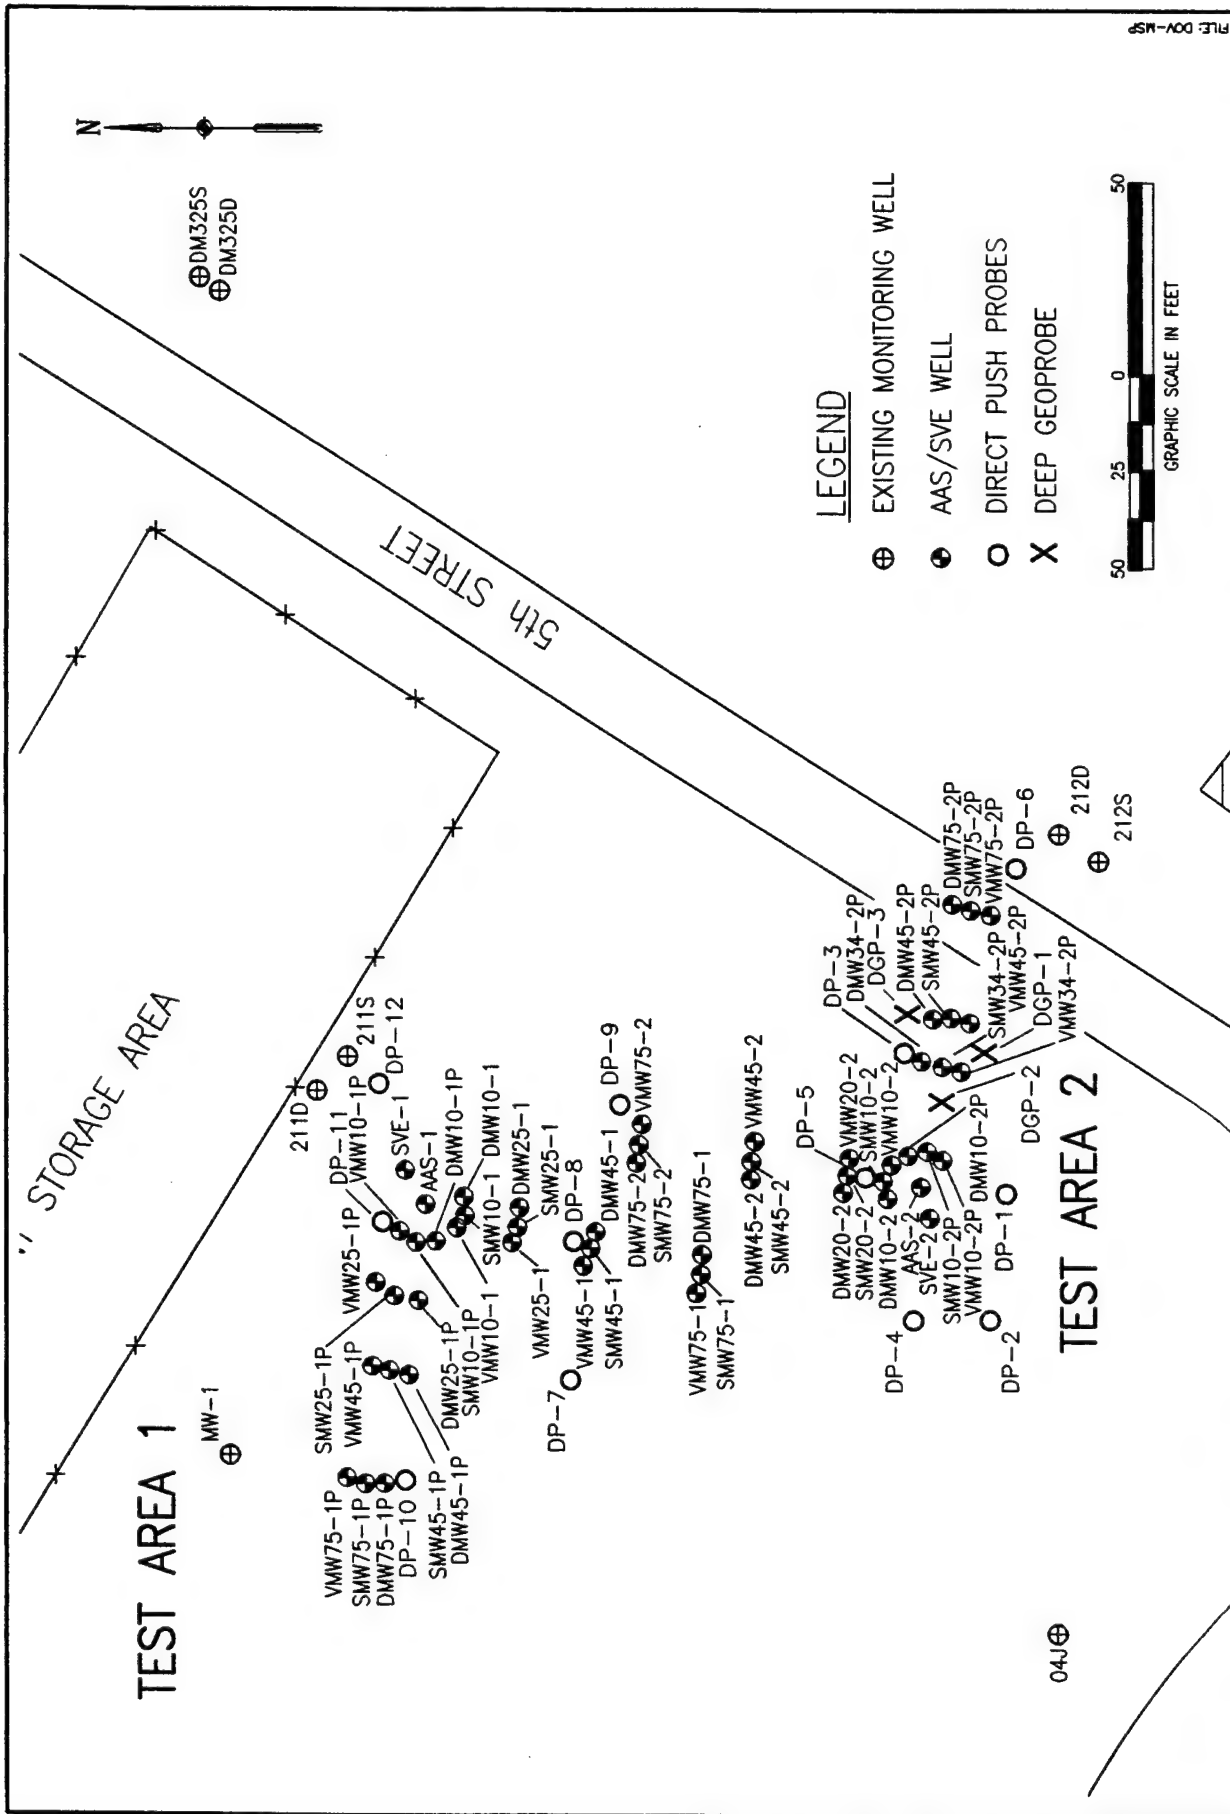 FILE: DOV-MSP
N
DM325S
DM325D
STORAGE AREA
5th STREET
TEST AREA 1
MW-1
211D
211S
DP-12
DP-11
VMW10-1P
SVE-1
AAS-1
DMW10-1P
DMW10-1
SMW10-1
VMW25-1P
SMW25-1P
VMW45-1P
DMW25-1P
SMW10-1P
VMW10-1
VMW75-1P
SMW75-1P
DMW75-1P
DP-10
SMW45-1P
DMW45-1P
DMW25-1
SMW25-1
VMW25-1
DP-8
DP-7
VMW45-1
SMW45-1
DMW45-1
DP-9
DMW75-2
SMW75-2
VMW75-2
VMW75-1
SMW75-1
DMW75-1
DMW45-2
SMW45-2
VMW45-2
DP-5
DMW20-2
SMW20-2
VMW20-2
SMW10-2
VMW10-2
DMW10-2
AAS-2
SVE-2
SMW10-2P
VMW10-2P
DMW10-2P
DP-4
DP-2
DP-1
DP-3
DMW34-2P
DGP-3
DMW45-2P
SMW45-2P
SMW34-2P
VMW45-2P
DGP-1
VMW34-2P
DGP-2
DMW75-2P
SMW75-2P
VMW75-2P
DP-6
212D
212S
TEST AREA 2
04J
LEGEND
EXISTING MONITORING WELL
AAS/SVE WELL
DIRECT PUSH PROBES
DEEP GEOPROBE
50 25 0 50
GRAPHIC SCALE IN FEET